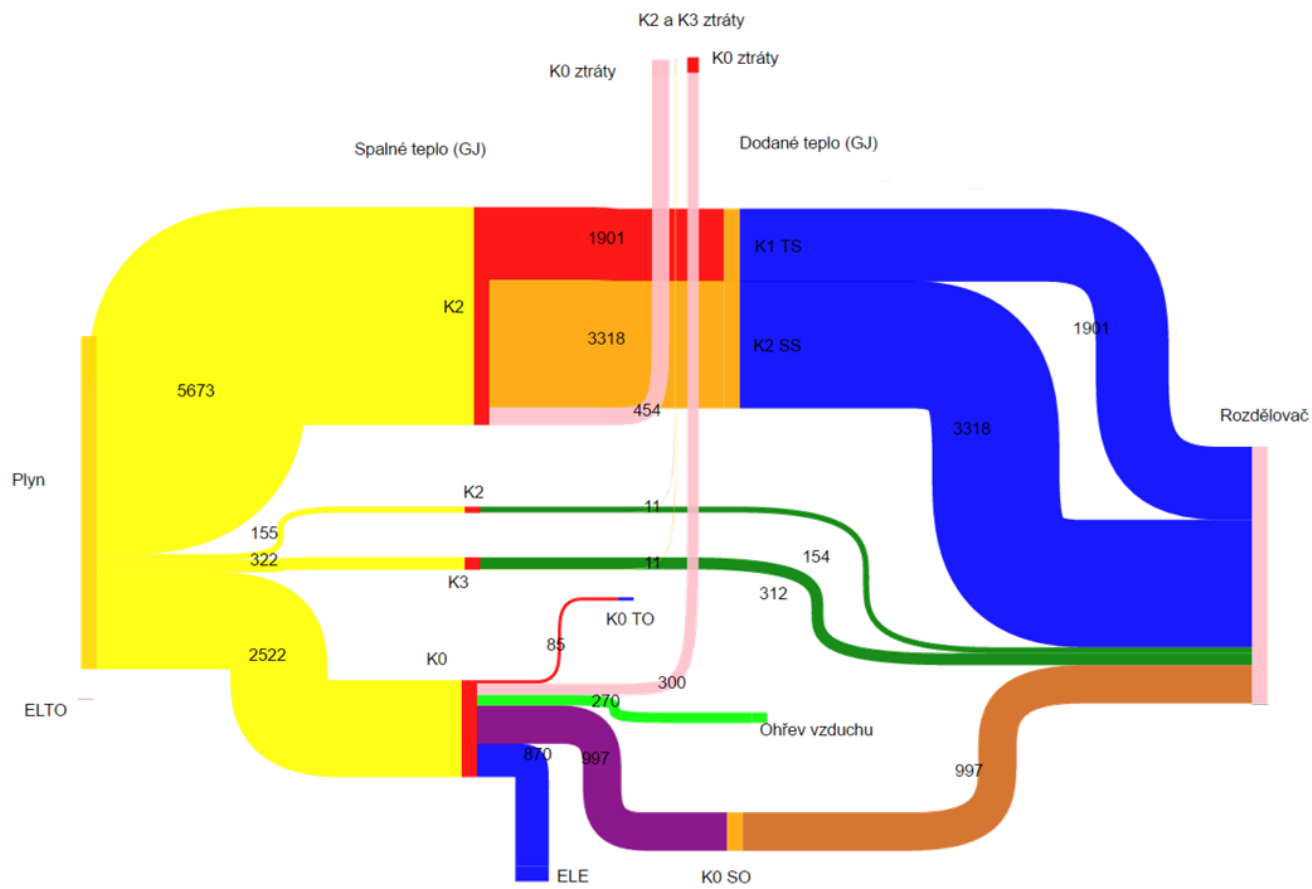 K2 a K3 ztráty
K0 ztráty
K0 ztráty
Spalné teplo (GJ)
Dodané teplo (GJ)
1901
K1 TS
K2
3318
K2 SS
1901
5673
454
Rozdělovač
3318
Plyn
K2
11
155
154
322
11
K3
312
K0 TO
2522
K0
85
300
ELTO
270
Ohřev vzduchu
870
997
997
ELE
K0 SO